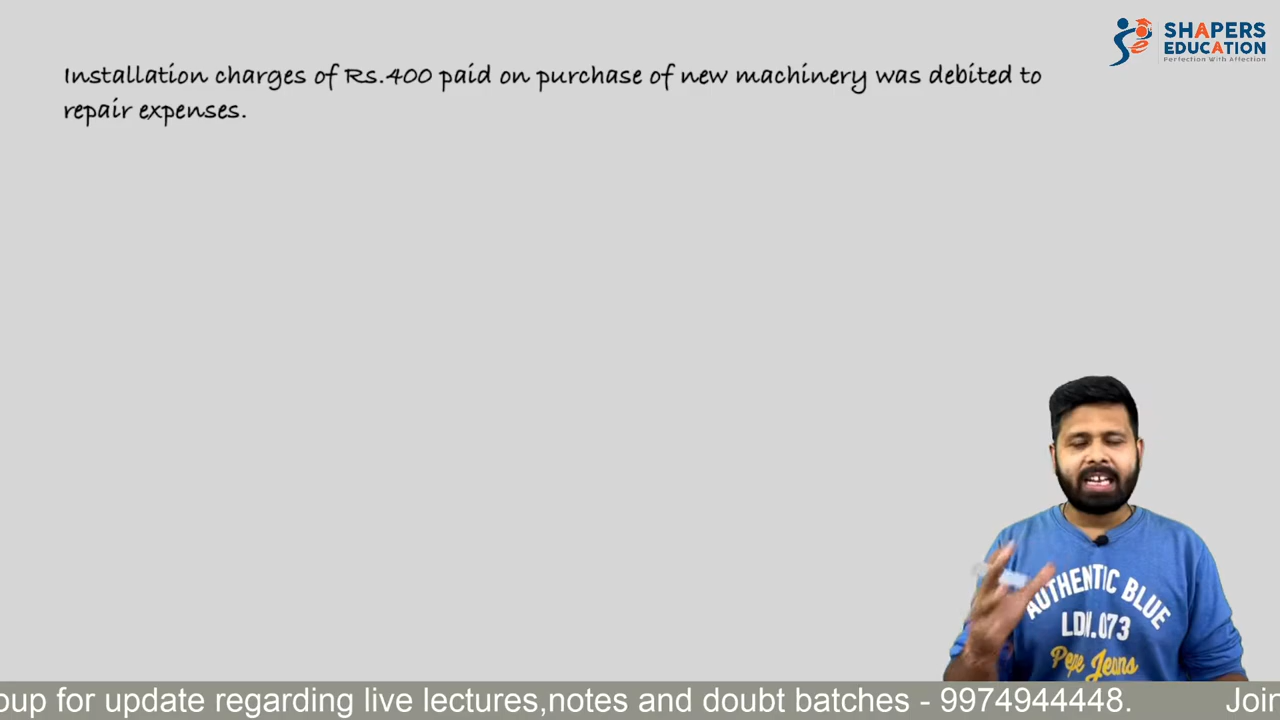 SHAPERS
EDUCATION
Perfection With Affection
Installation charges of Rs.400 paid on purchase of new machinery was debited to
repair expenses.
AUTHENTIC BLUE
LDN.073
Pepe Jeans
oup for update regarding live lectures,notes and doubt batches - 9974944448. Join